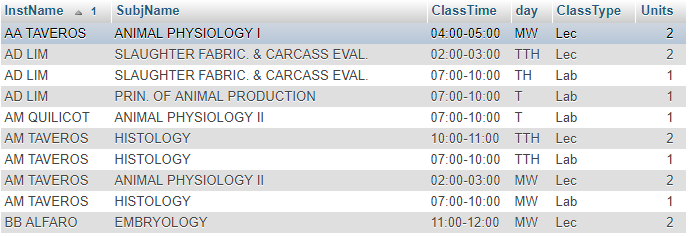 InstName 1 SubjName ClassTime day ClassType Units
AA TAVEROS ANIMAL PHYSIOLOGY I 04:00-05:00 MW Lec 2
AD LIM SLAUGHTER FABRIC. & CARCASS EVAL. 02:00-03:00 TTH Lec 2
AD LIM SLAUGHTER FABRIC. & CARCASS EVAL. 07:00-10:00 TH Lab 1
AD LIM PRIN. OF ANIMAL PRODUCTION 07:00-10:00 T Lab 1
AM QUILICOT ANIMAL PHYSIOLOGY II 07:00-10:00 T Lab 1
AM TAVEROS HISTOLOGY 10:00-11:00 TTH Lec 2
AM TAVEROS HISTOLOGY 07:00-10:00 TTH Lab 1
AM TAVEROS ANIMAL PHYSIOLOGY II 02:00-03:00 MW Lec 2
AM TAVEROS HISTOLOGY 07:00-10:00 MW Lab 1
BB ALFARO EMBRYOLOGY 11:00-12:00 MW Lec 2